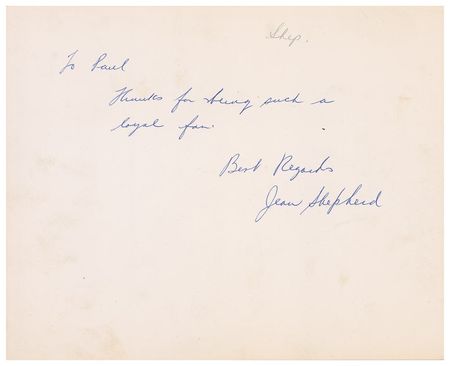 Shep.
To Paul
Thanks for being such a
loyal fan.
Best Regards
Jean Shepherd